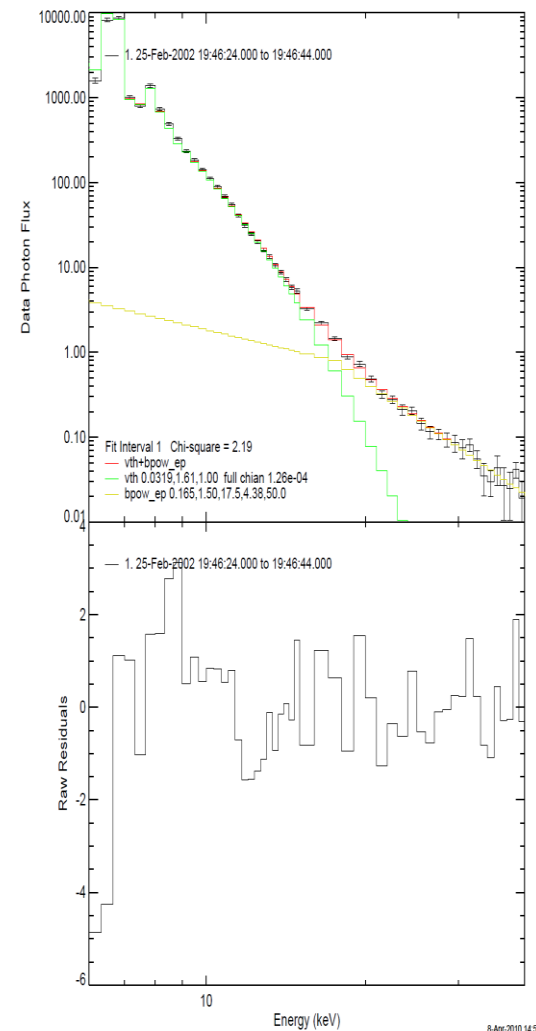 10000.00
1. 25-Feb-2002 19:46:24.000 to 19:46:44.000
1000.00
100.00
Data Photon Flux
10.00
1.00
0.10
Fit Interval 1 Chi-square = 2.19
vth+bpow_ep
vth 0.0319,1.61,1.00 full chian 1.26e-04
bpow_ep 0.165,1.50,17.5,4.38,50.0
0.01
4
1. 25-Feb-2002 19:46:24.000 to 19:46:44.000
2
0
Raw Residuals
-2
-4
-6
10
Energy (keV)
8-Apr-2010